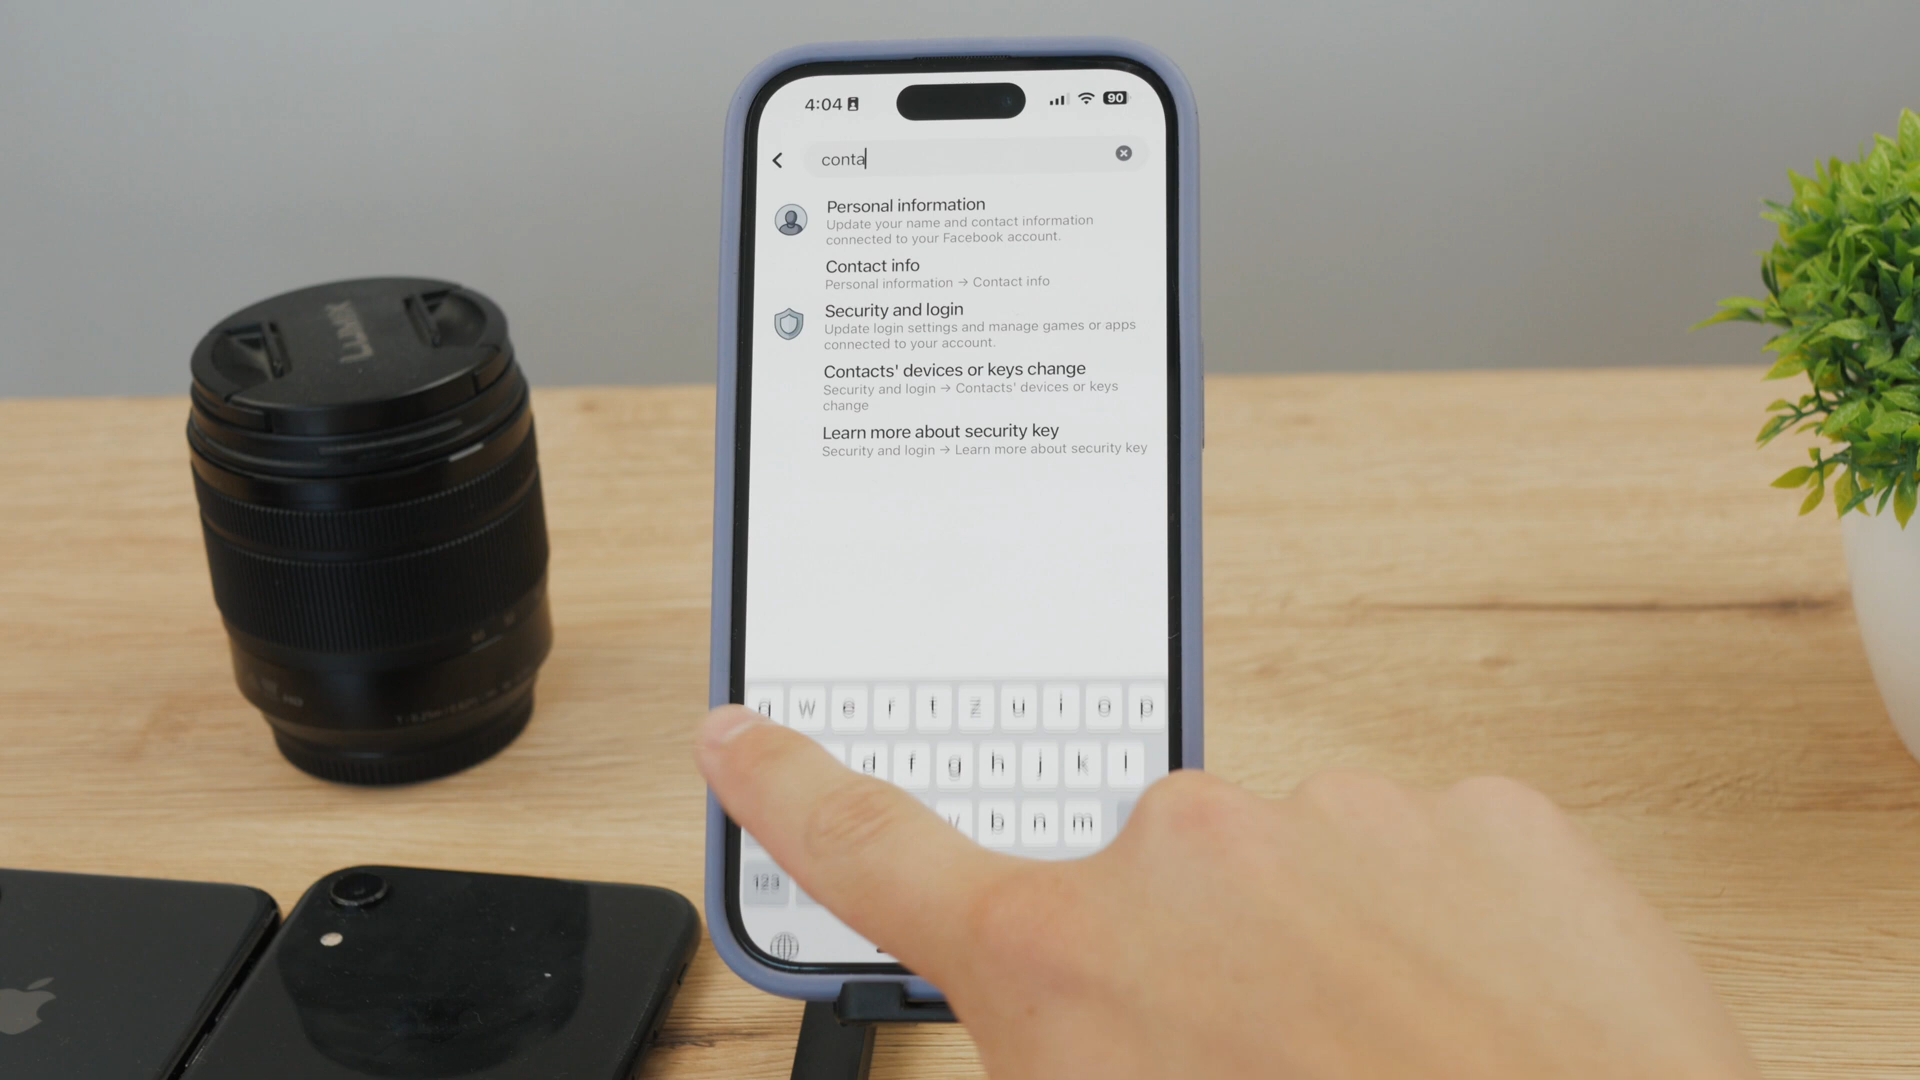 4:04
90
conta
Personal information
Update your name and contact information
connected to your Facebook account.
Contact info
Personal information → Contact info
Security and login
Update login settings and manage games or apps
connected to your account.
Contacts' devices or keys change
Security and login → Contacts' devices or keys
change
Learn more about security key
Security and login → Learn more about security key
q w e r t z u i o p
d f g h j k l
v b n m
123
LUMIX